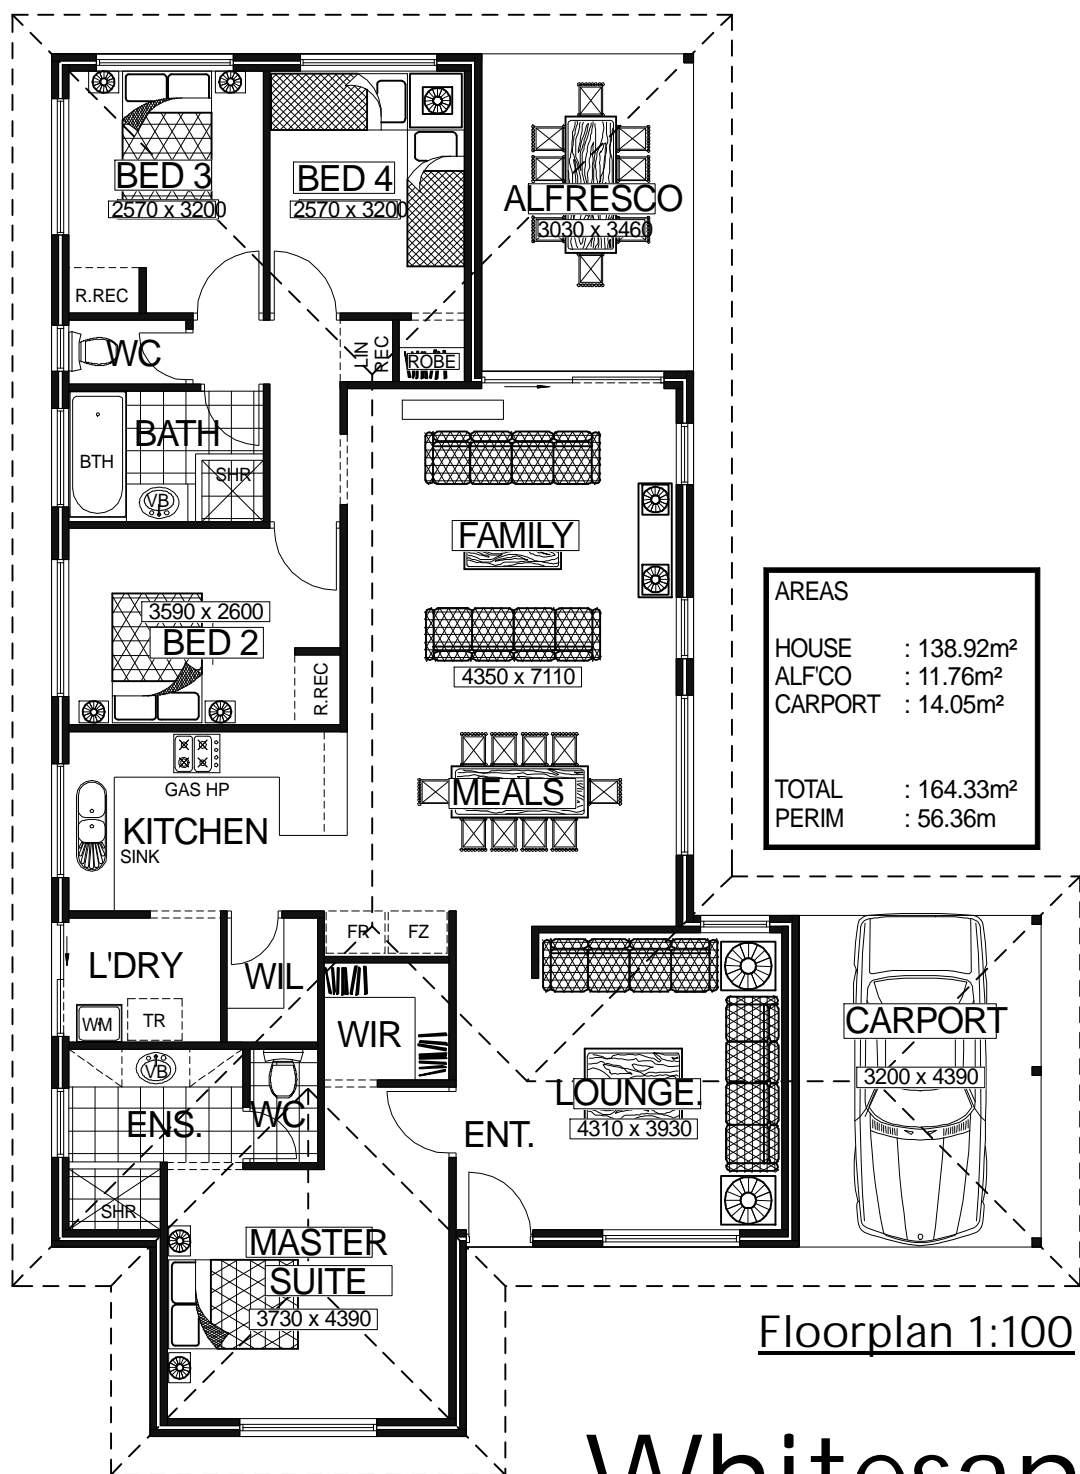 BED 3
2570 x 3200
BED 4
2570 x 3200
ALFRESCO
3030 x 3460
R.REC
WC
LIN
REC
ROBE
BATH
BTH
SHR
VB
FAMILY
3590 x 2600
BED 2
R.REC
4350 x 7110
AREAS
HOUSE : 138.92m²
ALF'CO : 11.76m²
CARPORT : 14.05m²
TOTAL : 164.33m²
PERIM : 56.36m
GAS HP
MEALS
KITCHEN
SINK
FR
FZ
L'DRY
WIL
WM
TR
WIR
CARPORT
3200 x 4390
VB
LOUNGE.
4310 x 3930
ENS.
WC
ENT.
SHR
MASTER
SUITE
3730 x 4390
Floorplan 1:100